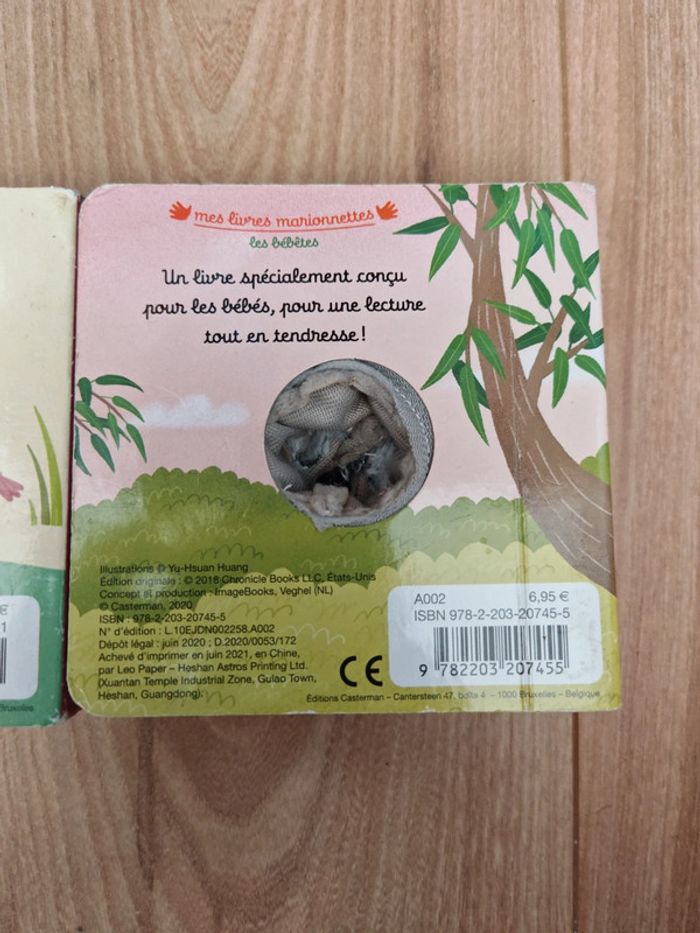 mes livres marionnettes
les bébêtes
Un livre spécialement conçu
pour les bébés, pour une lecture
tout en tendresse !
Illustrations © Yu-Hsuan Huang
Édition originale : © 2018 Chronicle Books LLC, États-Unis
Concept et production : ImageBooks, Veghel (NL)
© Casterman, 2020
ISBN : 978-2-203-20745-5
N° d'édition : L.10EJDN002258.A002
Dépôt légal : juin 2020 ; D.2020/0053/172
Achevé d'imprimer en juin 2021, en Chine,
par Leo Paper – Heshan Astros Printing Ltd.
(Xuantan Temple Industrial Zone, Gulao Town,
Heshan, Guangdong).
CE
A002 6,95 €
ISBN 978-2-203-20745-5
9 782203 207455
Éditions Casterman – Cantersteen 47, boîte 4 – 1000 Bruxelles – Belgique
€
1
Bruxelles